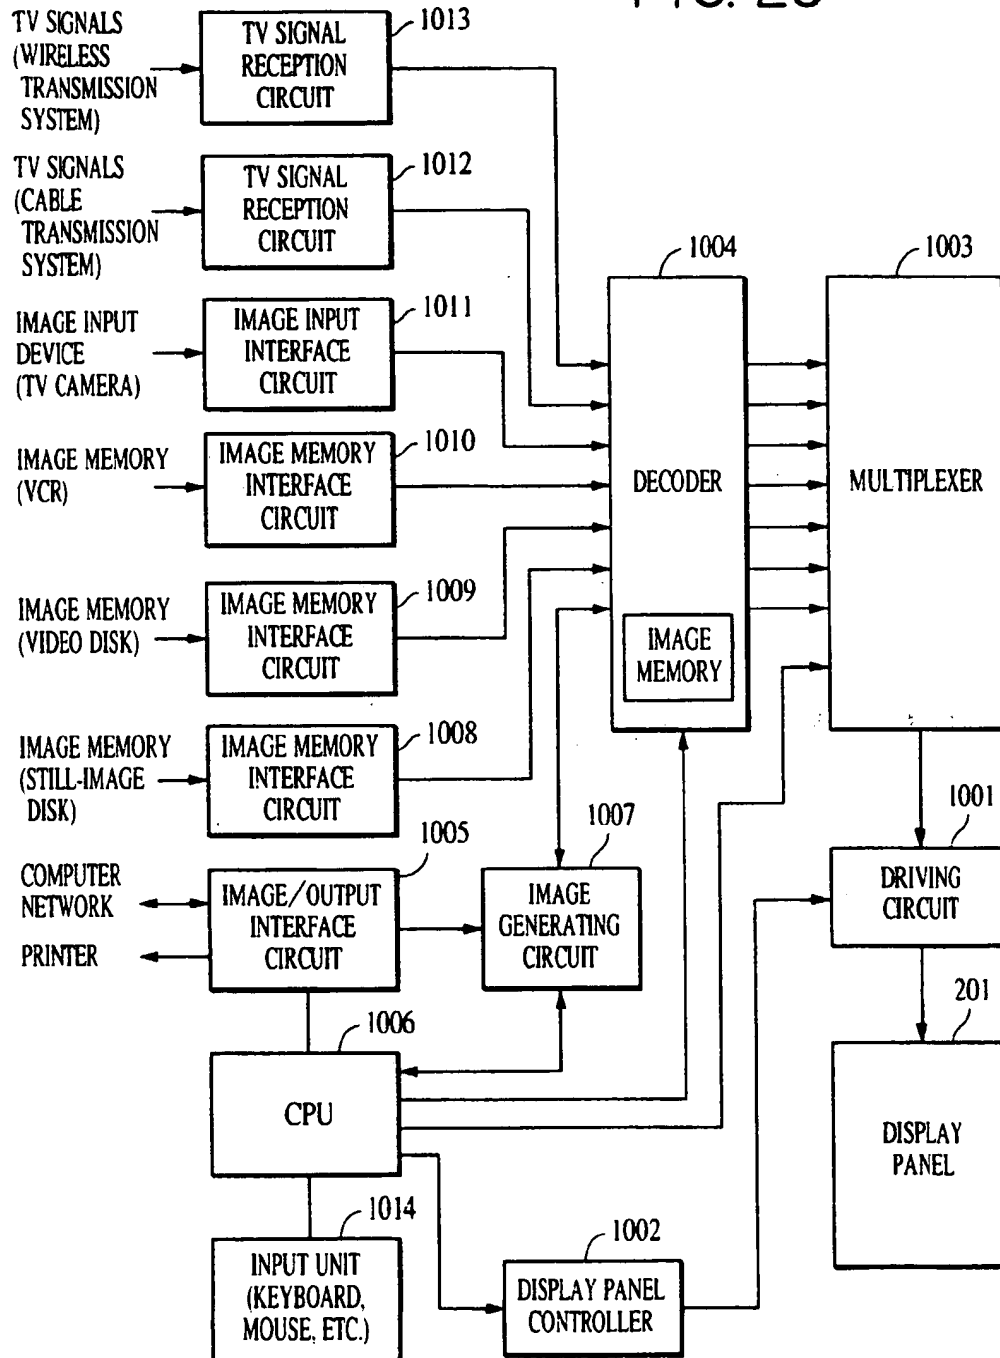 TV SIGNALS
(WIRELESS
TRANSMISSION
SYSTEM)
TV SIGNAL
RECEPTION
CIRCUIT
1013
TV SIGNALS
(CABLE
TRANSMISSION
SYSTEM)
TV SIGNAL
RECEPTION
CIRCUIT
1012
IMAGE INPUT
DEVICE
(TV CAMERA)
IMAGE INPUT
INTERFACE
CIRCUIT
1011
IMAGE MEMORY
(VCR)
IMAGE MEMORY
INTERFACE
CIRCUIT
1010
IMAGE MEMORY
(VIDEO DISK)
IMAGE MEMORY
INTERFACE
CIRCUIT
1009
IMAGE MEMORY
(STILL-IMAGE
DISK)
IMAGE MEMORY
INTERFACE
CIRCUIT
1008
COMPUTER
NETWORK
PRINTER
IMAGE/OUTPUT
INTERFACE
CIRCUIT
1005
IMAGE
GENERATING
CIRCUIT
1007
CPU
1006
INPUT UNIT
(KEYBOARD,
MOUSE, ETC.)
1014
DECODER
IMAGE
MEMORY
1004
MULTIPLEXER
1003
DRIVING
CIRCUIT
1001
DISPLAY
PANEL
201
DISPLAY PANEL
CONTROLLER
1002